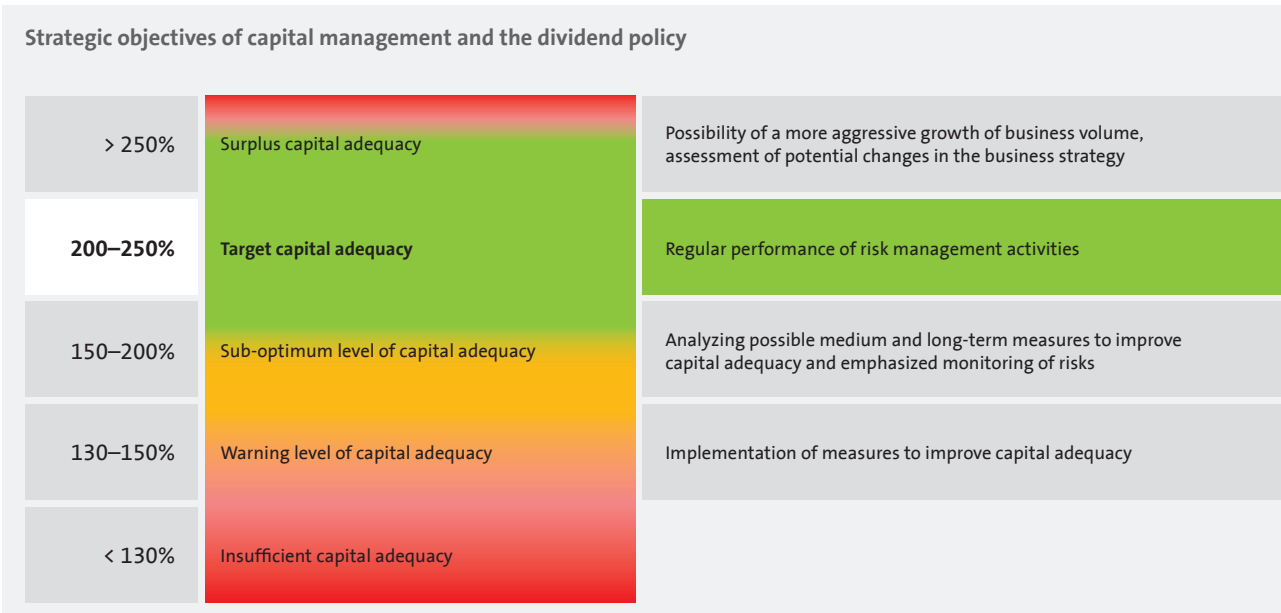 Strategic objectives of capital management and the dividend policy
> 250%
Surplus capital adequacy
Possibility of a more aggressive growth of business volume,
assessment of potential changes in the business strategy
200–250%
Target capital adequacy
Regular performance of risk management activities
150–200%
Sub-optimum level of capital adequacy
Analyzing possible medium and long-term measures to improve
capital adequacy and emphasized monitoring of risks
130–150%
Warning level of capital adequacy
Implementation of measures to improve capital adequacy
< 130%
Insufficient capital adequacy